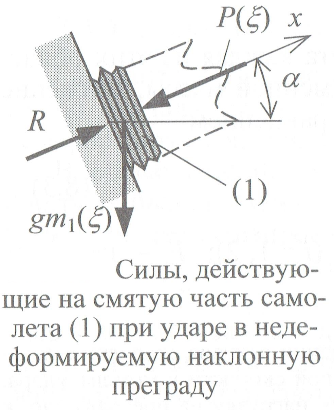 P(ξ) x
α
R
(1)
gm₁(ξ)
Силы, действую-
щие на смятую часть само-
лета (1) при ударе в неде-
формируемую наклонную
преграду